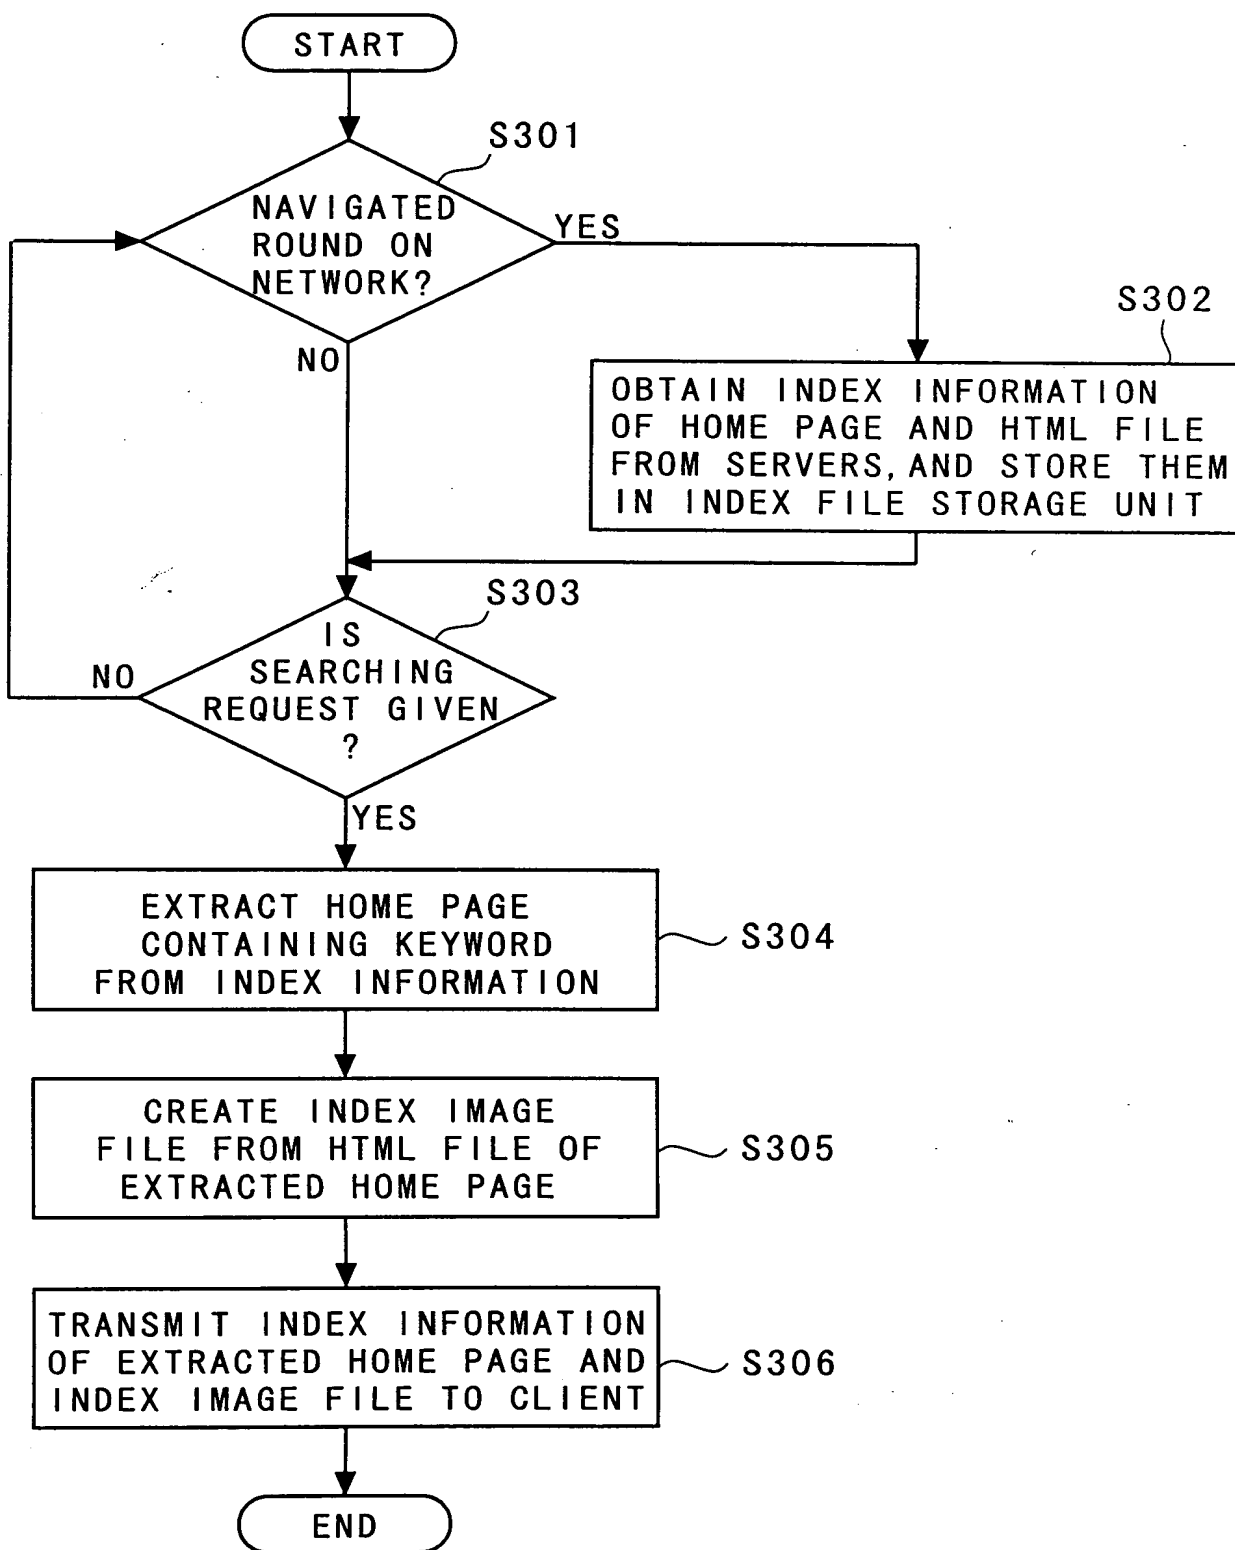 START
S301
NAVIGATED
ROUND ON
NETWORK?
YES
NO
S302
OBTAIN INDEX INFORMATION
OF HOME PAGE AND HTML FILE
FROM SERVERS, AND STORE THEM
IN INDEX FILE STORAGE UNIT
S303
IS
SEARCHING
REQUEST GIVEN
?
NO
YES
EXTRACT HOME PAGE
CONTAINING KEYWORD
FROM INDEX INFORMATION
S304
CREATE INDEX IMAGE
FILE FROM HTML FILE OF
EXTRACTED HOME PAGE
S305
TRANSMIT INDEX INFORMATION
OF EXTRACTED HOME PAGE AND
INDEX IMAGE FILE TO CLIENT
S306
END